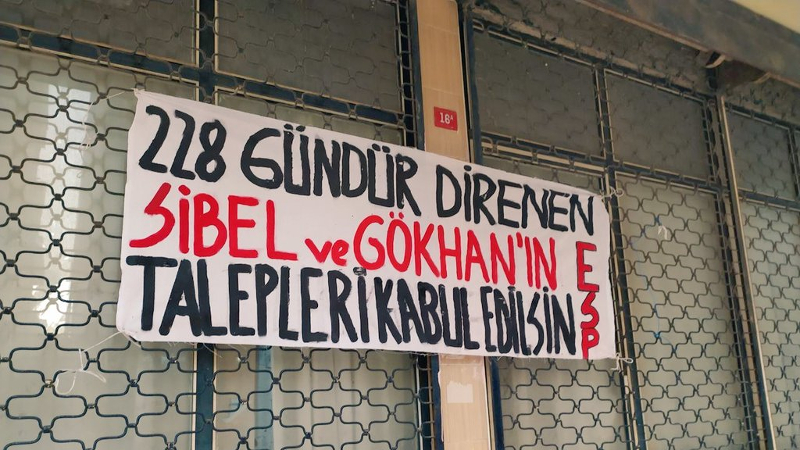 16A
228 GÜNDÜR DİRENEN
SİBEL ve GÖKHAN'IN
TALEPLERİ KABUL EDİLSİN
ESP